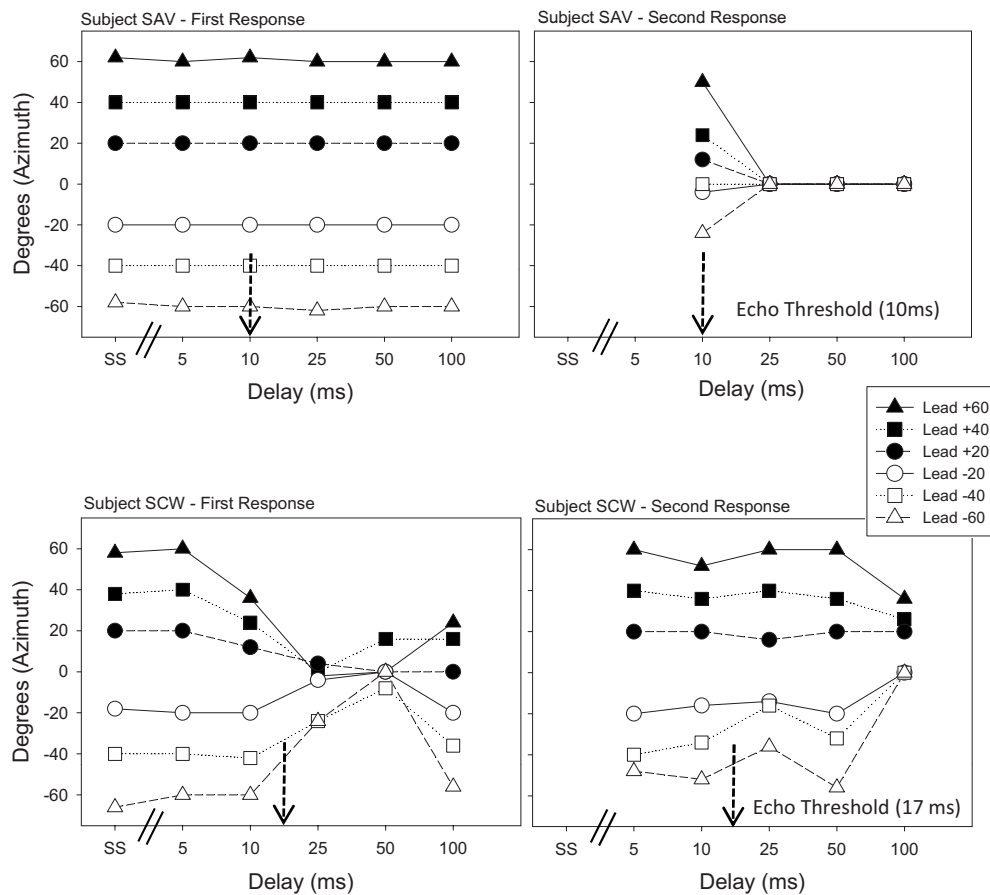 Subject SAV - First Response
Subject SAV - Second Response
Degrees (Azimuth)
60
40
20
0
-20
-40
-60
Echo Threshold (10ms)
SS 5 10 25 50 100
SS 5 10 25 50 100
Delay (ms)
Delay (ms)
Lead +60
Lead +40
Lead +20
Lead -20
Lead -40
Lead -60
Subject SCW - First Response
Subject SCW - Second Response
Degrees (Azimuth)
60
40
20
0
-20
-40
-60
Echo Threshold (17 ms)
SS 5 10 25 50 100
SS 5 10 25 50 100
Delay (ms)
Delay (ms)